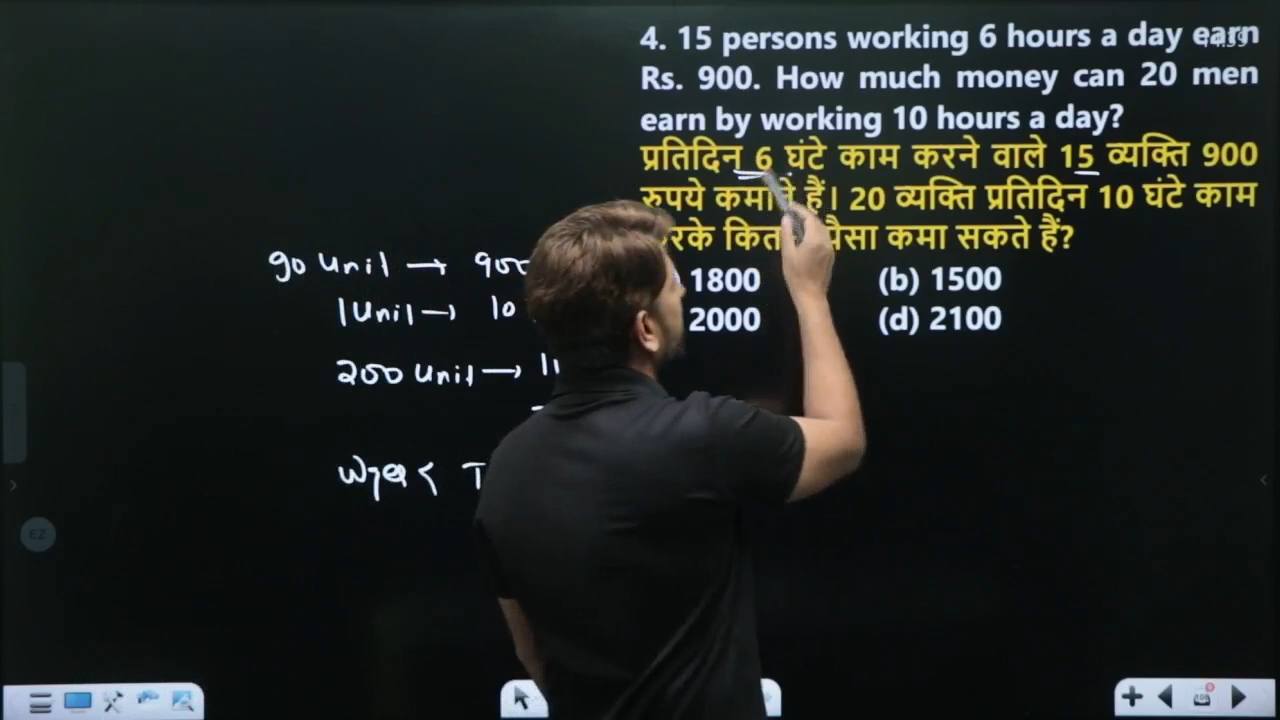 4. 15 persons working 6 hours a day earn
Rs. 900. How much money can 20 men
earn by working 10 hours a day?
प्रतिदिन 6 घंटे काम करने वाले 15 व्यक्ति 900
रुपये कमाते हैं। 20 व्यक्ति प्रतिदिन 10 घंटे काम
पैसा कमा सकते हैं?
1800 (b) 1500
2000 (d) 2100
90 Unit → 900
1 Unit → 10
200 Unit →
EZ